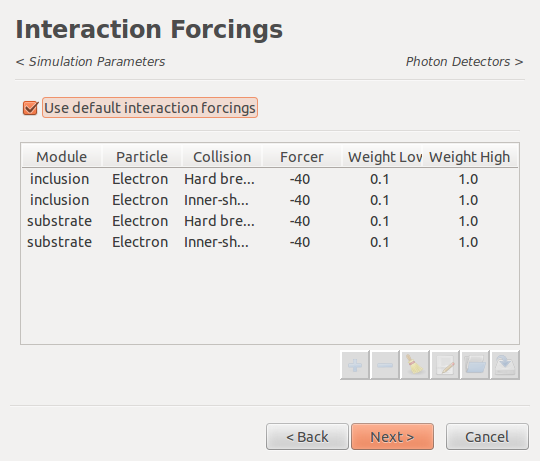 Interaction Forcings
< Simulation Parameters Photon Detectors >
Use default interaction forcings
Module Particle Collision Forcer Weight Lov Weight High
inclusion Electron Hard bre... -40 0.1 1.0
inclusion Electron Inner-sh... -40 0.1 1.0
substrate Electron Hard bre... -40 0.1 1.0
substrate Electron Inner-sh... -40 0.1 1.0
< Back Next > Cancel